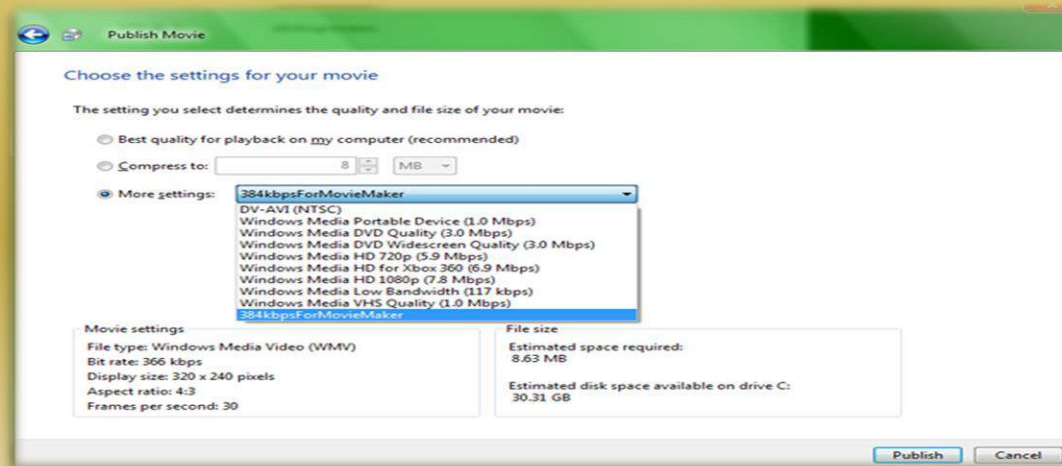 Publish Movie
Choose the settings for your movie
The setting you select determines the quality and file size of your movie:
Best quality for playback on my computer (recommended)
Compress to: 8 MB
More settings: 384kbpsForMovieMaker
DV-AVI (NTSC)
Windows Media Portable Device (1.0 Mbps)
Windows Media DVD Quality (3.0 Mbps)
Windows Media DVD Widescreen Quality (3.0 Mbps)
Windows Media HD 720p (5.9 Mbps)
Windows Media HD for Xbox 360 (6.9 Mbps)
Windows Media HD 1080p (7.8 Mbps)
Windows Media Low Bandwidth (117 kbps)
Windows Media VHS Quality (1.0 Mbps)
384kbpsForMovieMaker
Movie settings
File type: Windows Media Video (WMV)
Bit rate: 366 kbps
Display size: 320 x 240 pixels
Aspect ratio: 4:3
Frames per second: 30
File size
Estimated space required:
8.63 MB
Estimated disk space available on drive C:
30.31 GB
Publish Cancel